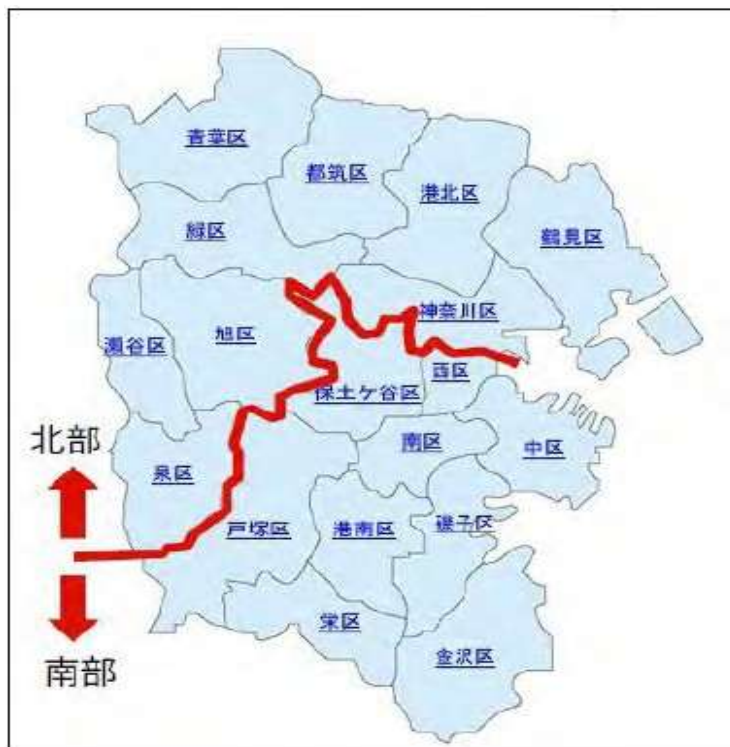 青葉区
都筑区
港北区
緑区
鶴見区
神奈川区
旭区
瀬谷区
西区
保土ケ谷区
北部
泉区
南区
中区
戸塚区
港南区
磯子区
栄区
金沢区
南部